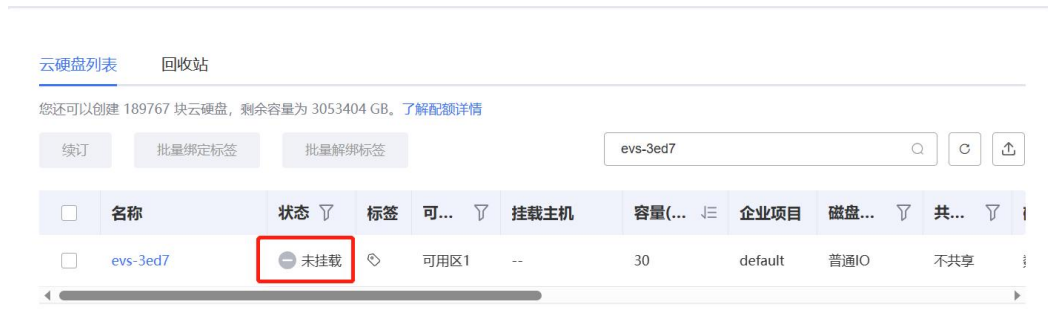 云硬盘列表 回收站
您还可以创建 189767 块云硬盘，剩余容量为 3053404 GB。了解配额详情
续订 批量绑定标签 批量解绑标签 evs-3ed7
名称 状态 标签 可... 挂载主机 容量(... 企业项目 磁盘... 共...
evs-3ed7 未挂载 可用区1 -- 30 default 普通IO 不共享